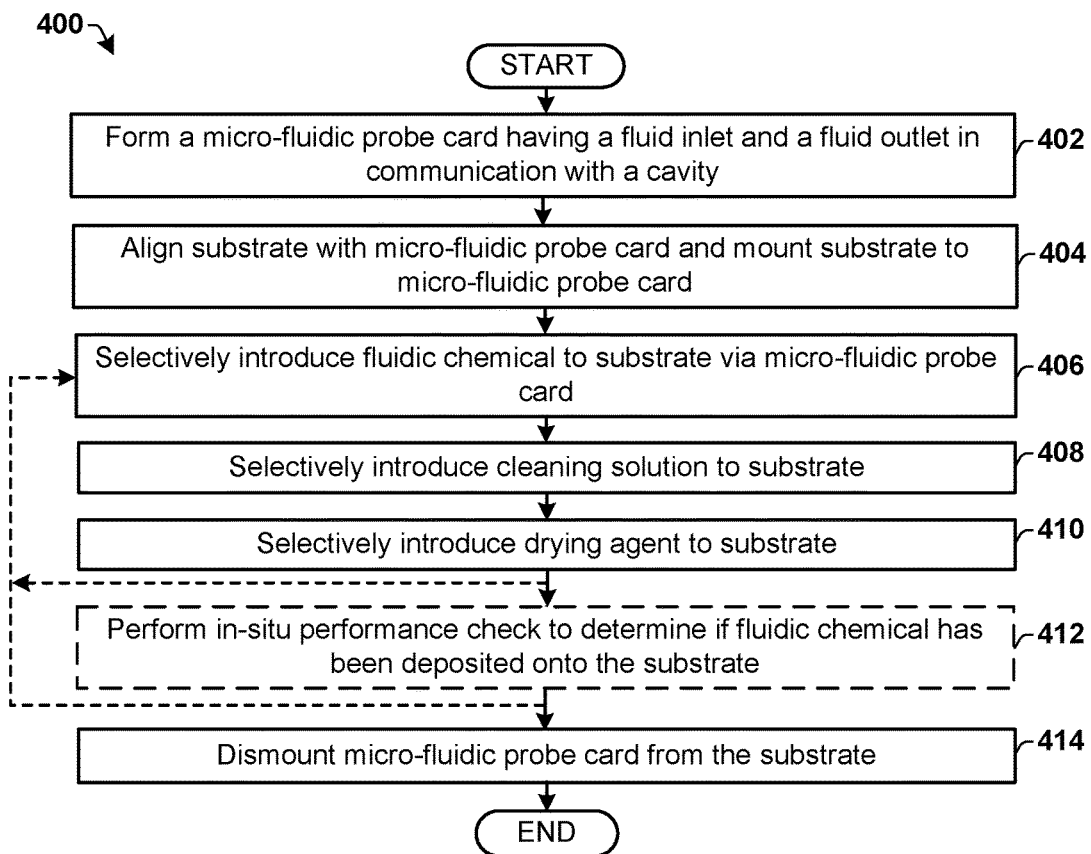 400
START
Form a micro-fluidic probe card having a fluid inlet and a fluid outlet in
communication with a cavity
402
Align substrate with micro-fluidic probe card and mount substrate to
micro-fluidic probe card
404
Selectively introduce fluidic chemical to substrate via micro-fluidic probe
card
406
Selectively introduce cleaning solution to substrate
408
Selectively introduce drying agent to substrate
410
Perform in-situ performance check to determine if fluidic chemical has
been deposited onto the substrate
412
Dismount micro-fluidic probe card from the substrate
414
END